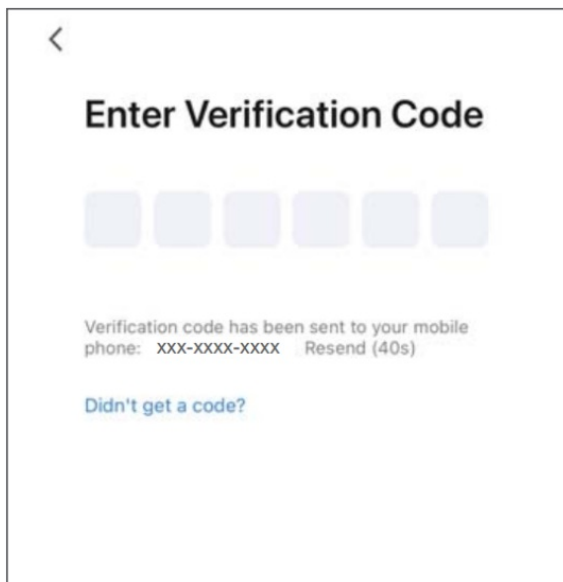 Enter Verification Code
Verification code has been sent to your mobile
phone: XXX-XXXX-XXXX Resend (40s)
Didn't get a code?